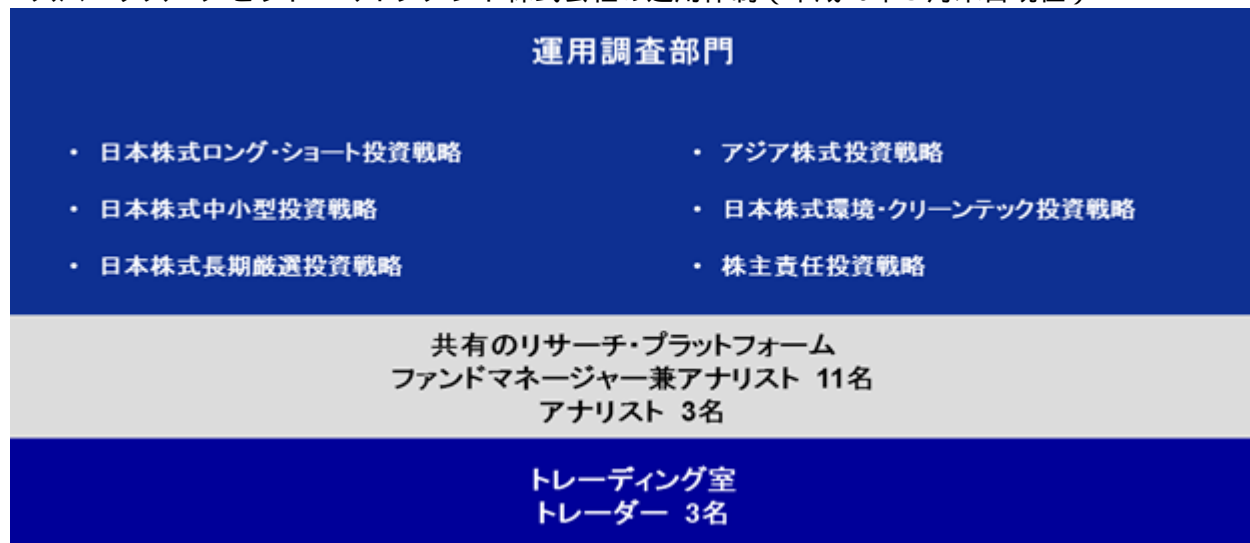 運用調査部門
・ 日本株式ロング・ショート投資戦略
・ 日本株式中小型投資戦略
・ 日本株式長期厳選投資戦略
・ アジア株式投資戦略
・ 日本株式環境・クリーンテック投資戦略
・ 株主責任投資戦略
共有のリサーチ・プラットフォーム
ファンドマネージャー兼アナリスト 11名
アナリスト 3名
トレーディング室
トレーダー 3名